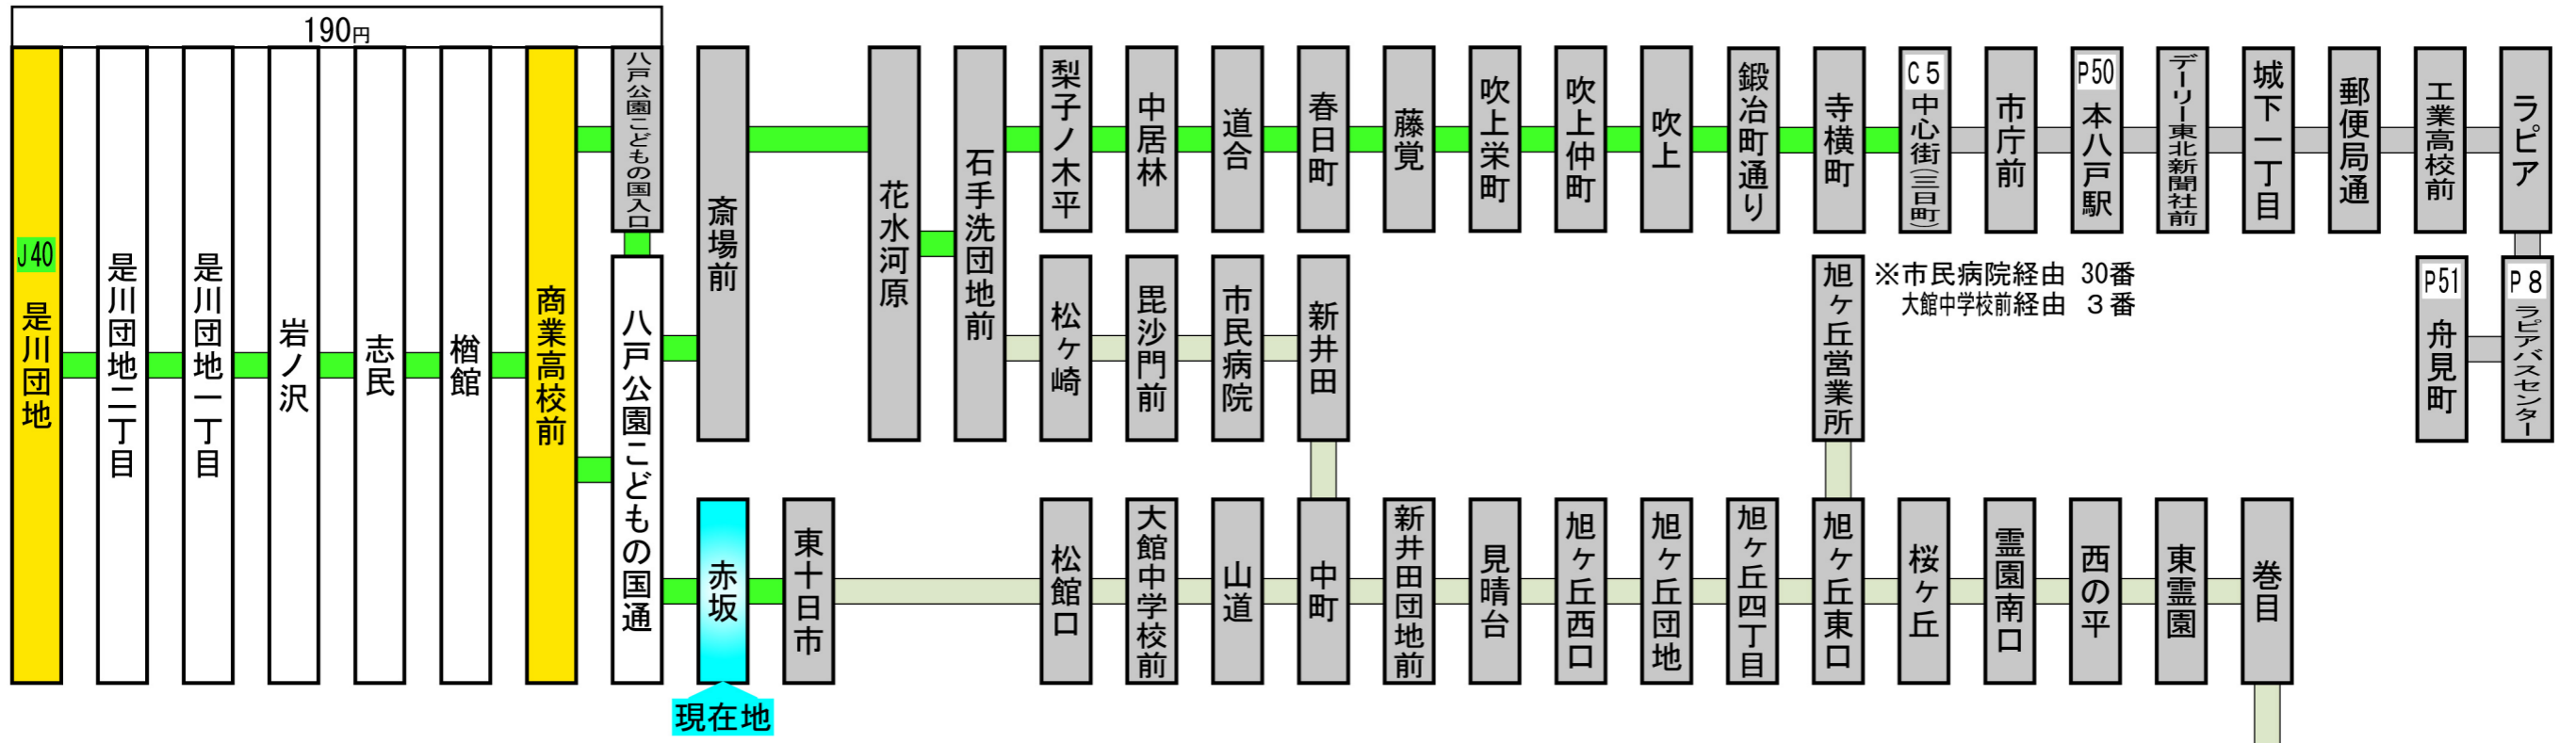 190円
J40 是川団地
是川団地二丁目
是川団地一丁目
岩ノ沢
志民
楢館
商業高校前
八戸公園こどもの国入口
八戸公園こどもの国通
斎場前
花水河原
石手洗団地前
梨子ノ木平
中居林
道合
春日町
藤覚
吹上栄町
吹上仲町
吹上
鍛冶町通り
寺横町
C5 中心街(三日町)
市庁前
P50 本八戸駅
デーリー東北新聞社前
城下一丁目
郵便局通
工業高校前
ラピア
松ヶ崎
毘沙門前
市民病院
新井田
旭ヶ丘営業所
※市民病院経由 30番
大館中学校前経由 3番
P51 舟見町
P8 ラピアバスセンター
赤坂
現在地
東十日市
松館口
大館中学校前
山道
中町
新井田団地前
見晴台
旭ヶ丘西口
旭ヶ丘団地
旭ヶ丘四丁目
旭ヶ丘東口
桜ヶ丘
霊園南口
西の平
東霊園
巻目